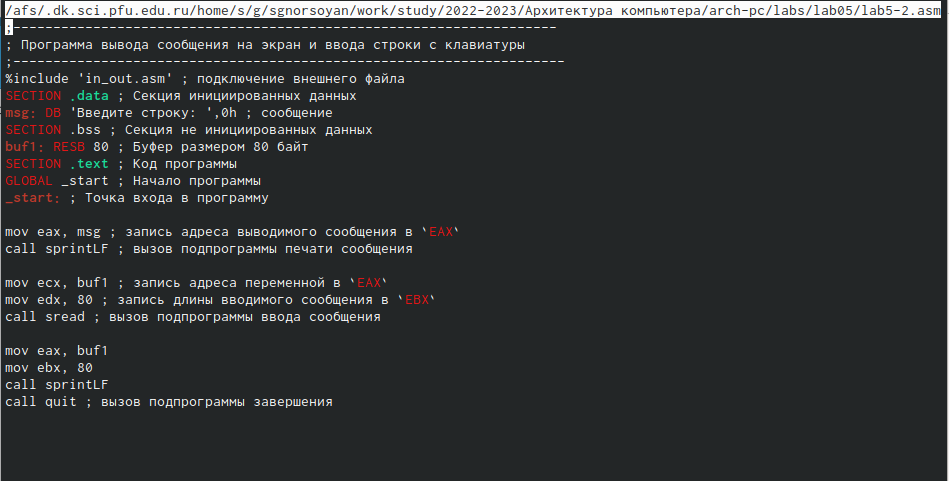 /afs/.dk.sci.pfu.edu.ru/home/s/g/sgnorsoyan/work/study/2022-2023/Архитектура компьютера/arch-pc/labs/lab05/lab5-2.asm
;--------------------------------------------------------------------
; Программа вывода сообщения на экран и ввода строки с клавиатуры
;---------------------------------------------------------------------
%include 'in_out.asm' ; подключение внешнего файла
SECTION .data ; Секция инициированных данных
msg: DB 'Введите строку: ',0h ; сообщение
SECTION .bss ; Секция не инициированных данных
buf1: RESB 80 ; Буфер размером 80 байт
SECTION .text ; Код программы
GLOBAL _start ; Начало программы
_start: ; Точка входа в программу
mov eax, msg ; запись адреса выводимого сообщения в `EAX`
call sprintLF ; вызов подпрограммы печати сообщения
mov ecx, buf1 ; запись адреса переменной в `EAX`
mov edx, 80 ; запись длины вводимого сообщения в `EBX`
call sread ; вызов подпрограммы ввода сообщения
mov eax, buf1
mov ebx, 80
call sprintLF
call quit ; вызов подпрограммы завершения